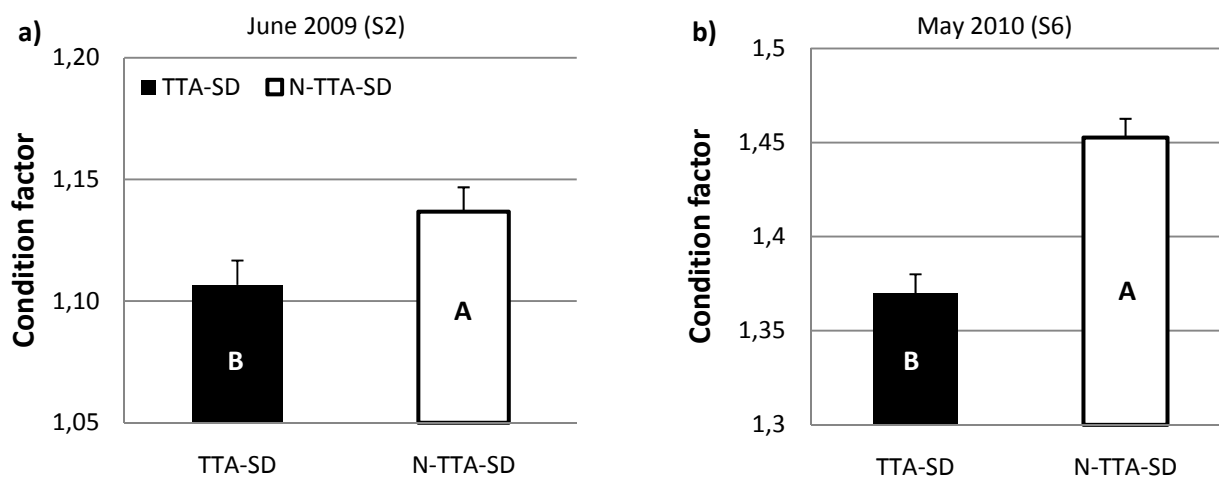 a)
June 2009 (S2)
1,20
TTA-SD N-TTA-SD
1,15
1,10
1,05
Condition factor
B
A
TTA-SD N-TTA-SD
b)
May 2010 (S6)
1,5
1,45
1,4
1,35
1,3
Condition factor
B
A
TTA-SD N-TTA-SD